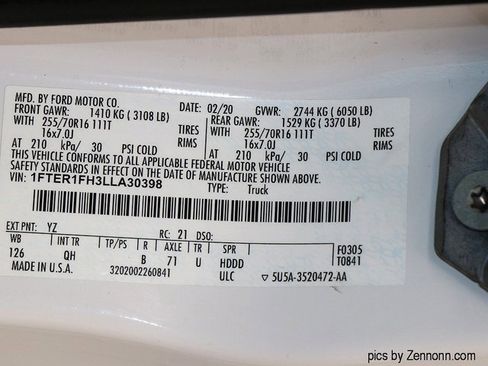 MFD. BY FORD MOTOR CO.
DATE: 02/20 GVWR: 2744 KG (6050 LB)
FRONT GAWR: 1410 KG (3108 LB) REAR GAWR: 1529 KG (3370 LB)
WITH 255/70R16 111T TIRES WITH 255/70R16 111T TIRES
16x7.0J RIMS 16x7.0J RIMS
AT 210 kPa/ 30 PSI COLD AT 210 kPa/ 30 PSI COLD
THIS VEHICLE CONFORMS TO ALL APPLICABLE FEDERAL MOTOR VEHICLE
SAFETY STANDARDS IN EFFECT ON THE DATE OF MANUFACTURE SHOWN ABOVE.
VIN: 1FTER1FH3LLA30398
TYPE: Truck
EXT PNT: YZ RC: 21 DSO:
WB INT TR TP/PS R AXLE TR SPR F0305
126 QH B 71 U HDDD T0841
MADE IN U.S.A. 3202002260841 ULC ▽ 5U5A-3520472-AA
pics by Zennonn.com